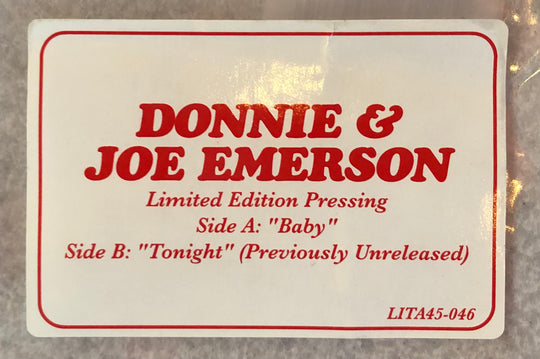 DONNIE &
JOE EMERSON
Limited Edition Pressing
Side A: "Baby"
Side B: "Tonight" (Previously Unreleased)
LITA45-046